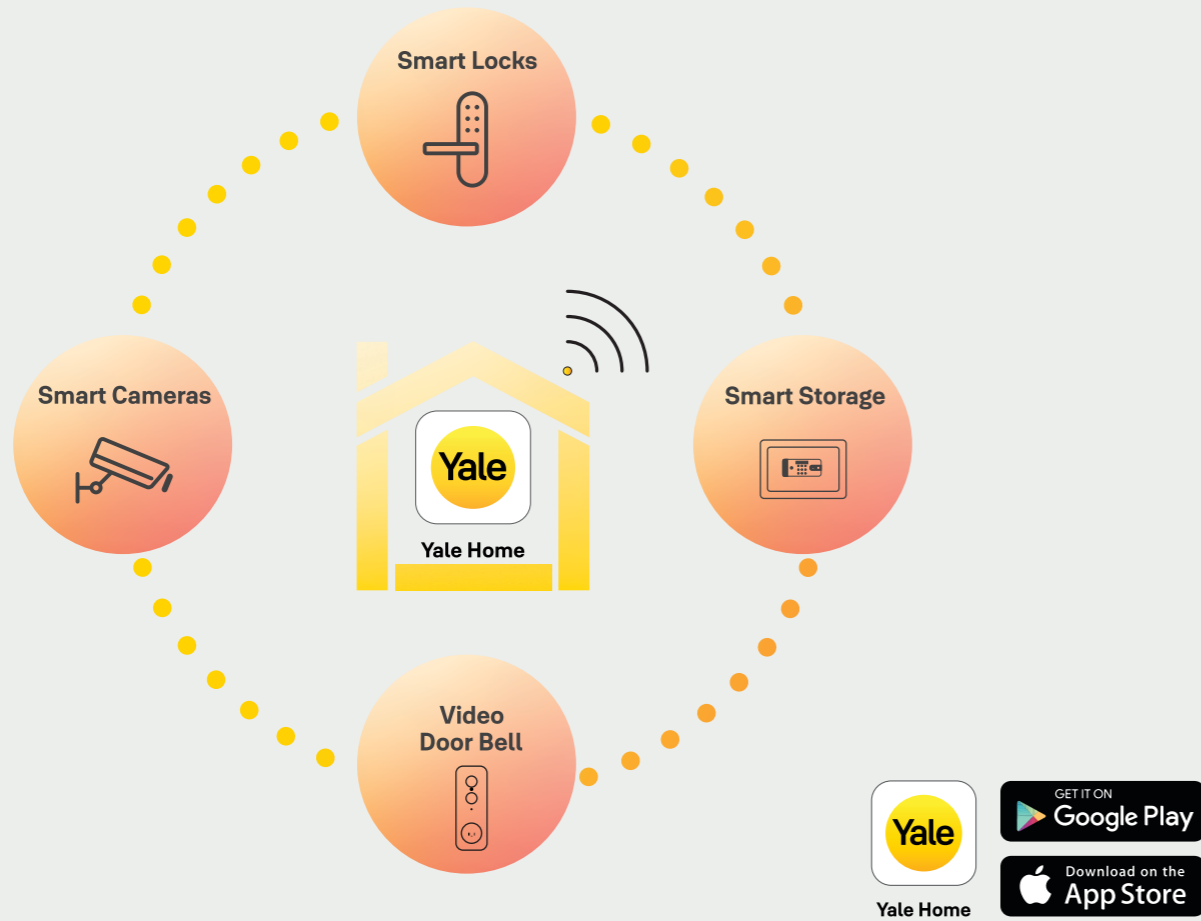 Smart Locks
Smart Cameras
Yale
Yale Home
Smart Storage
Video
Door Bell
Yale
Yale Home
GET IT ON
Google Play
Download on the
App Store